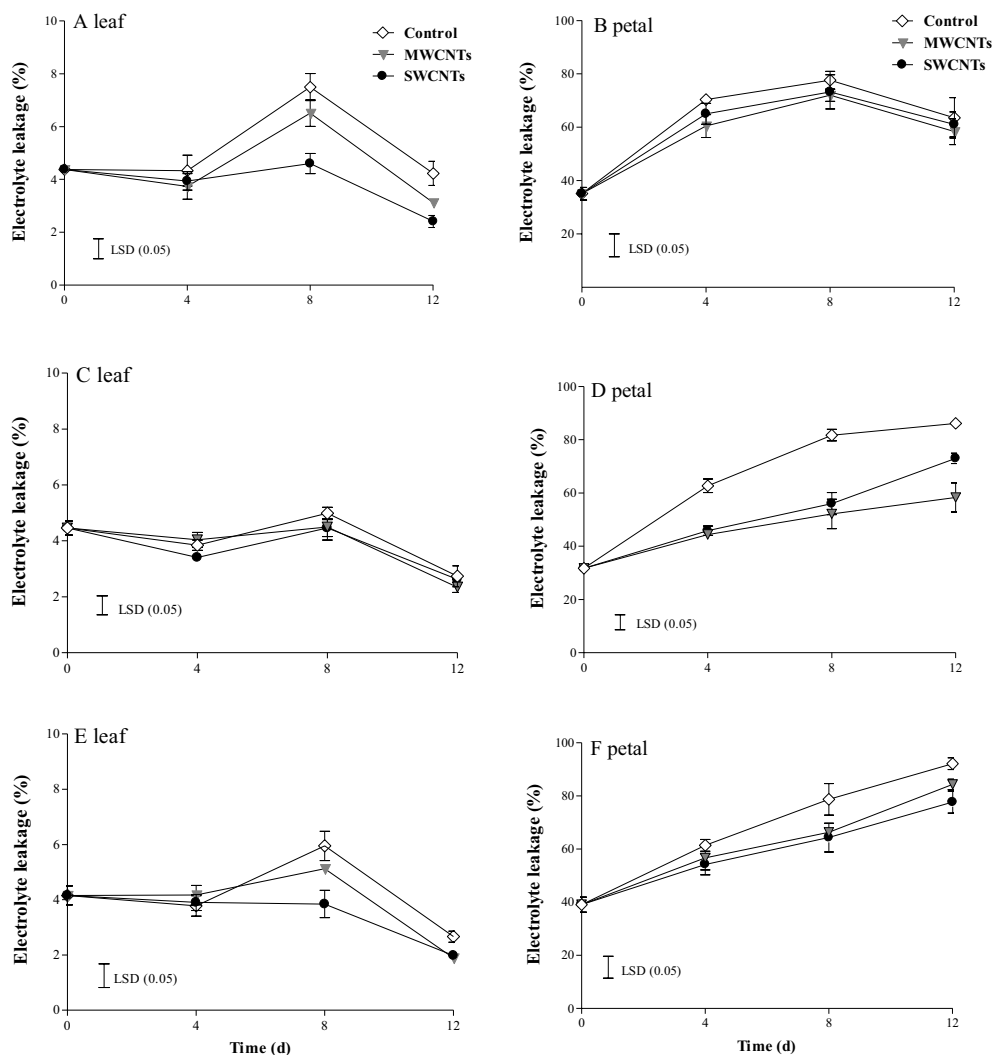 A leaf
Electrolyte leakage (%)
10
8
6
4
2
0
0
4
8
12
Control
MWCNTs
SWCNTs
LSD (0.05)
B petal
Electrolyte leakage (%)
100
80
60
40
20
0
4
8
12
Control
MWCNTs
SWCNTs
LSD (0.05)
C leaf
Electrolyte leakage (%)
10
8
6
4
2
0
0
4
8
12
LSD (0.05)
D petal
Electrolyte leakage (%)
100
80
60
40
20
0
0
4
8
12
LSD (0.05)
E leaf
Electrolyte leakage (%)
10
8
6
4
2
0
0
4
8
12
LSD (0.05)
Time (d)
F petal
Electrolyte leakage (%)
100
80
60
40
20
0
0
4
8
12
LSD (0.05)
Time (d)